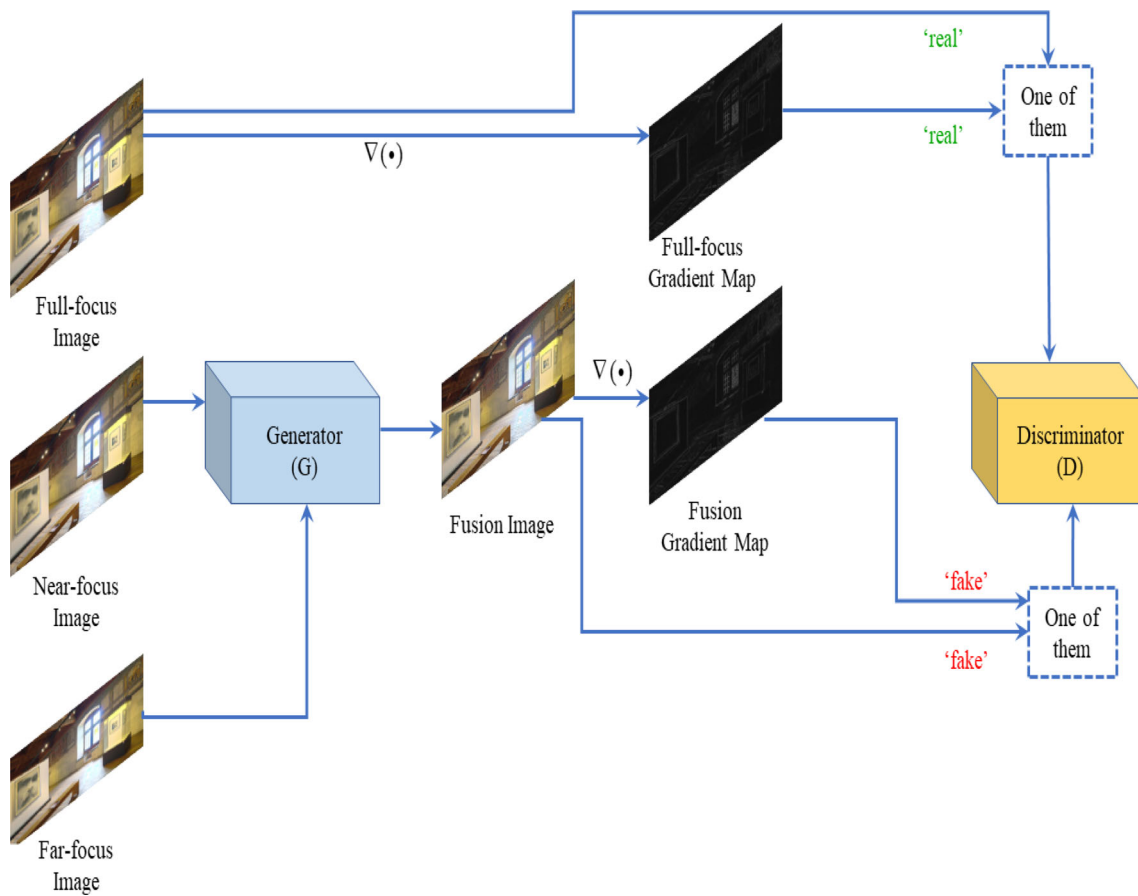 ‘real’
One of
them
‘real’
∇(•)
Full-focus
Gradient Map
Full-focus
Image
∇(•)
Generator
(G)
Discriminator
(D)
Fusion Image
Fusion
Gradient Map
Near-focus
Image
‘fake’
One of
them
‘fake’
Far-focus
Image